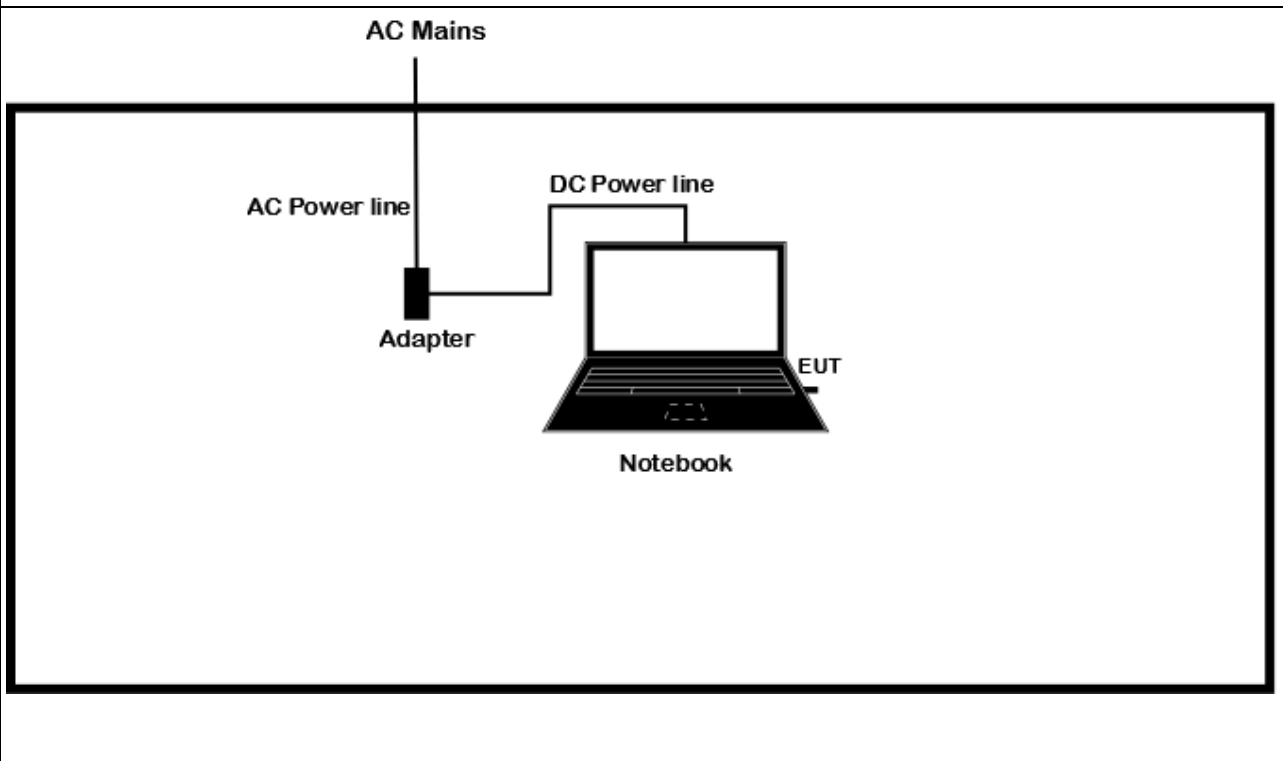 AC Mains
DC Power line
AC Power line
Adapter
EUT
Notebook